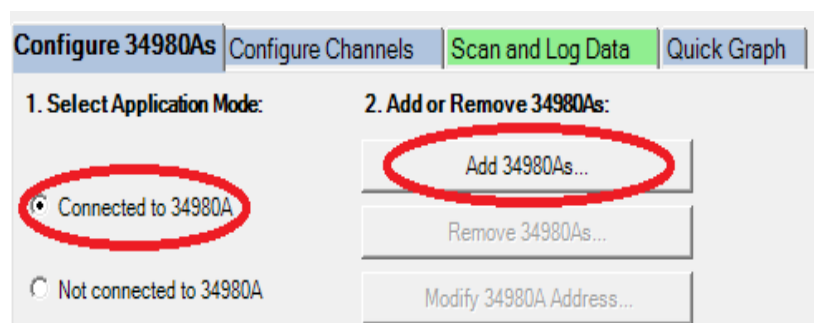 Configure 34980As Configure Channels Scan and Log Data Quick Graph
1. Select Application Mode: 2. Add or Remove 34980As:
Add 34980As...
Connected to 34980A
Remove 34980As...
Not connected to 34980A
Modify 34980A Address...